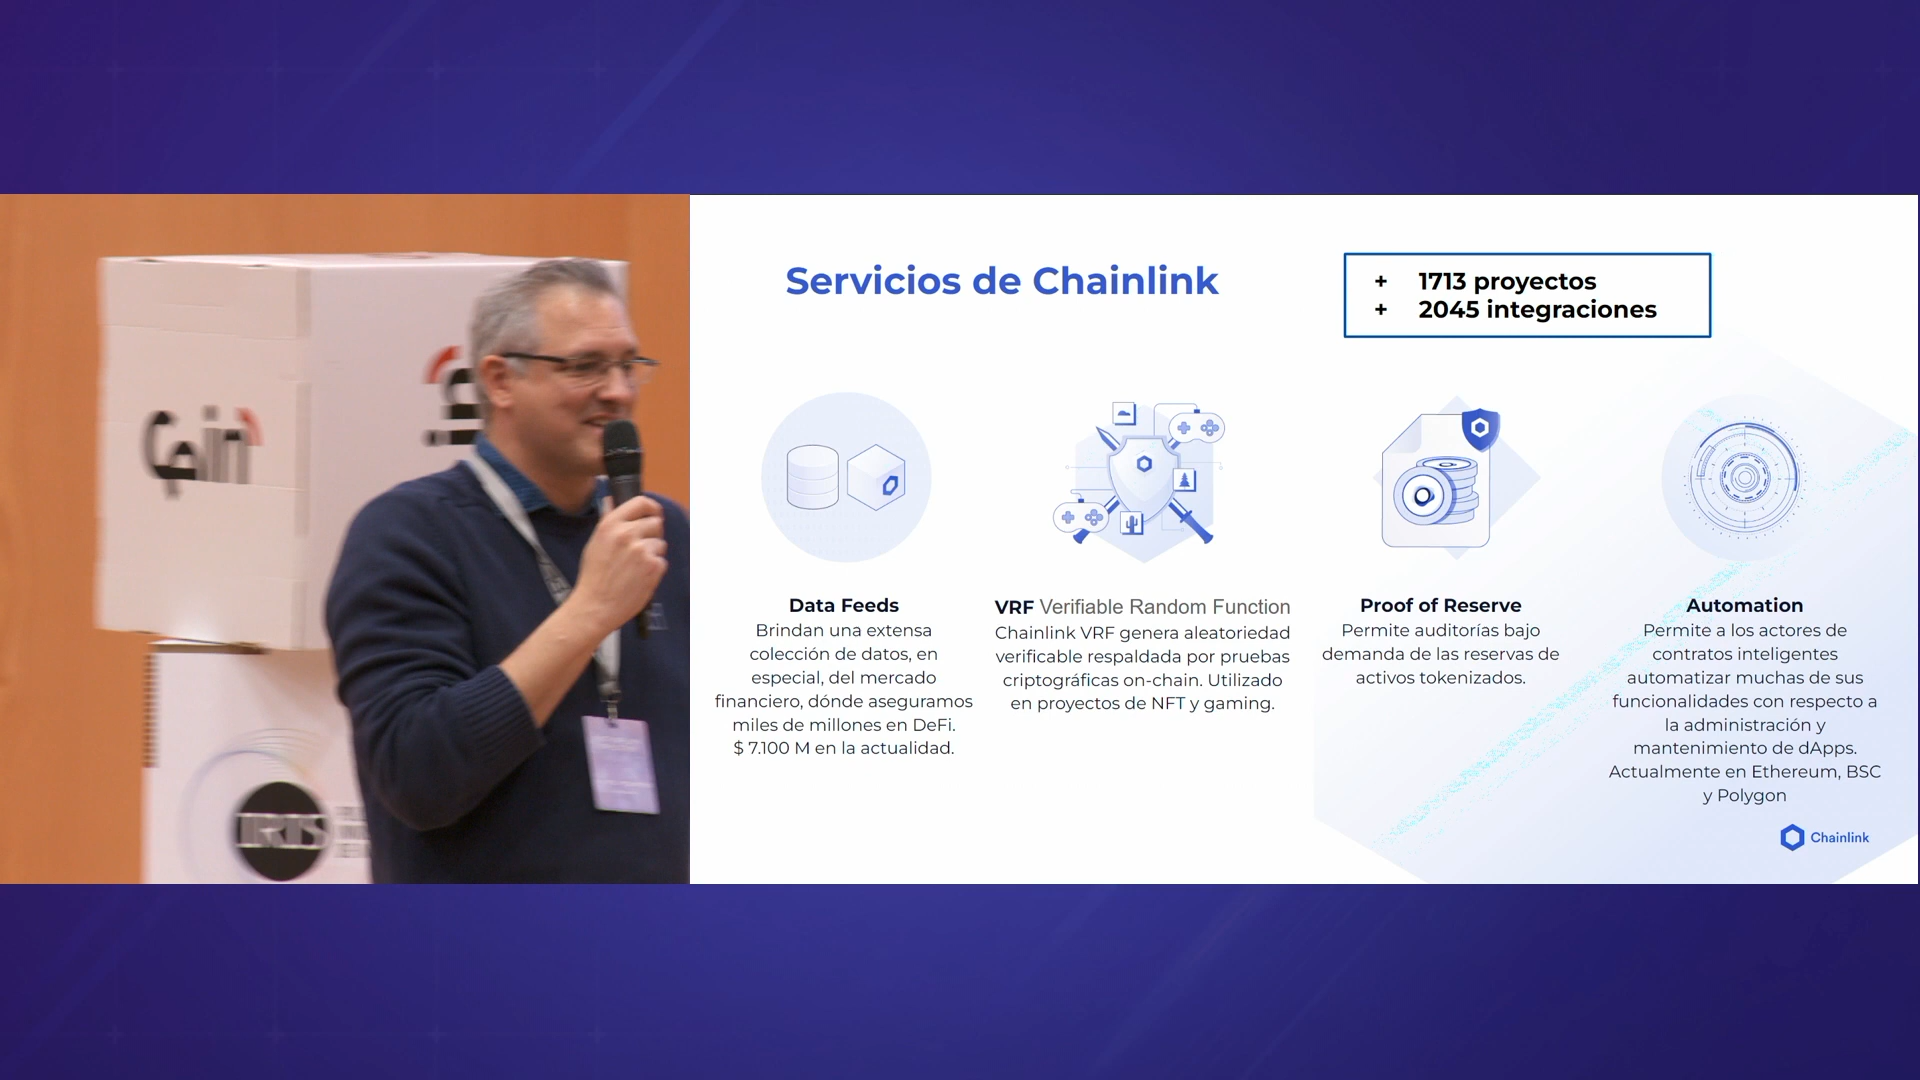 Servicios de Chainlink
+ 1713 proyectos
+ 2045 integraciones
Data Feeds
Brindan una extensa
colección de datos, en
especial, del mercado
financiero, dónde aseguramos
miles de millones en DeFi.
$ 7.100 M en la actualidad.
VRF Verifiable Random Function
Chainlink VRF genera aleatoriedad
verificable respaldada por pruebas
criptográficas on-chain. Utilizado
en proyectos de NFT y gaming.
Proof of Reserve
Permite auditorías bajo
demanda de las reservas de
activos tokenizados.
Automation
Permite a los actores de
contratos inteligentes
automatizar muchas de sus
funcionalidades con respecto a
la administración y
mantenimiento de dApps.
Actualmente en Ethereum, BSC
y Polygon
Chainlink
IRIS